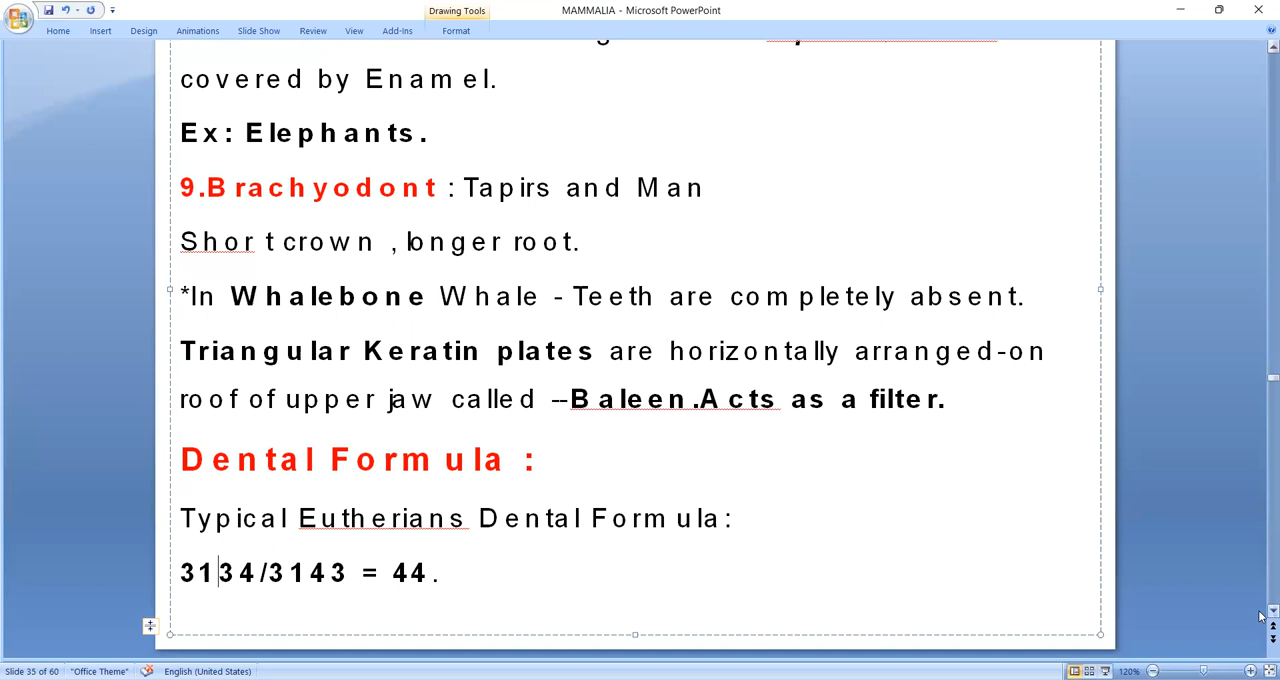 Drawing Tools
MAMMALIA - Microsoft PowerPoint
Home Insert Design Animations Slide Show Review View Add-Ins Format
covered by Enamel.
Ex: Elephants.
9.Brachyodont : Tapirs and Man
Short crown , longer root.
*In Whalebone Whale - Teeth are completely absent.
Triangular Keratin plates are horizontally arranged-on
roof of upper jaw called --Baleen.Acts as a filter.
Dental Formula :
Typical Eutherians Dental Formula:
3134/3143 = 44.
Slide 35 of 60 "Office Theme" English (United States) 120%